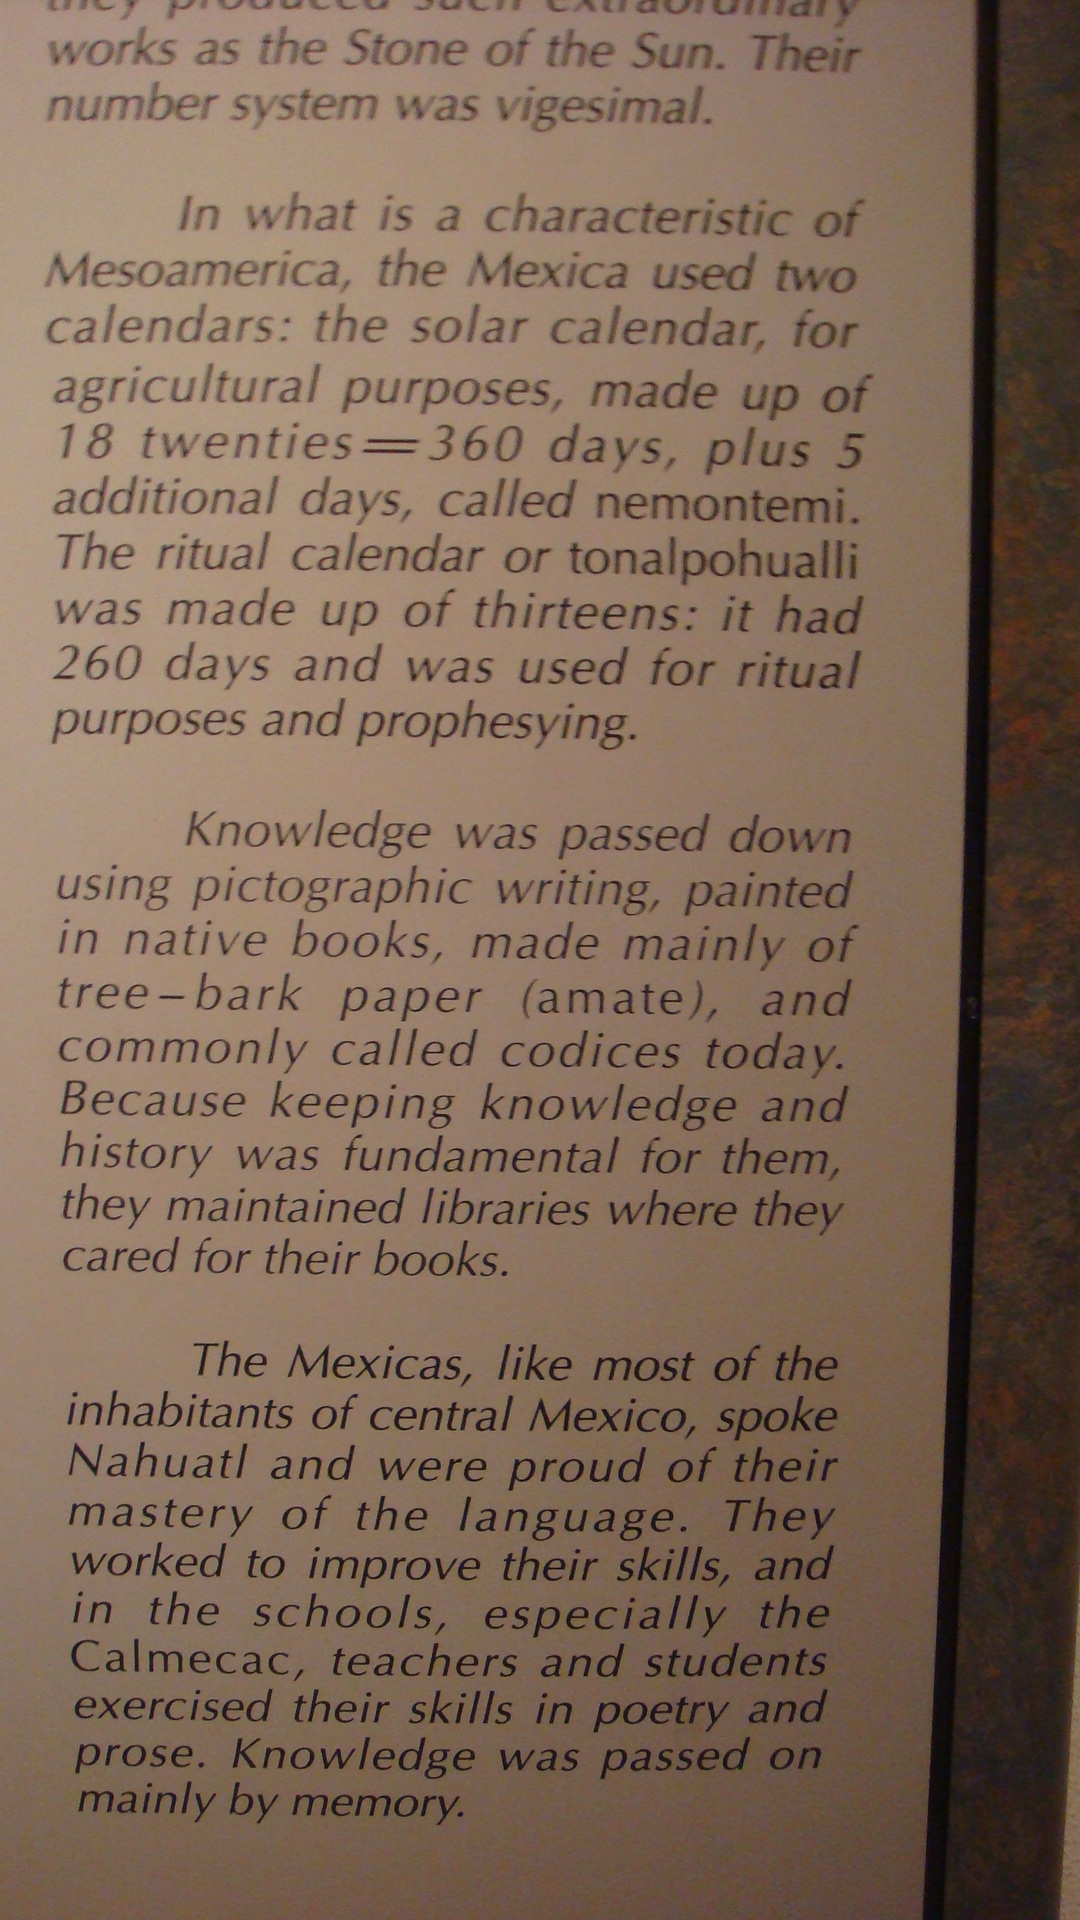 they produced such extraordinary
works as the Stone of the Sun. Their
number system was vigesimal.
In what is a characteristic of
Mesoamerica, the Mexica used two
calendars: the solar calendar, for
agricultural purposes, made up of
18 twenties=360 days, plus 5
additional days, called nemontemi.
The ritual calendar or tonalpohualli
was made up of thirteens: it had
260 days and was used for ritual
purposes and prophesying.
Knowledge was passed down
using pictographic writing, painted
in native books, made mainly of
tree–bark paper (amate), and
commonly called codices today.
Because keeping knowledge and
history was fundamental for them,
they maintained libraries where they
cared for their books.
The Mexicas, like most of the
inhabitants of central Mexico, spoke
Nahuatl and were proud of their
mastery of the language. They
worked to improve their skills, and
in the schools, especially the
Calmecac, teachers and students
exercised their skills in poetry and
prose. Knowledge was passed on
mainly by memory.